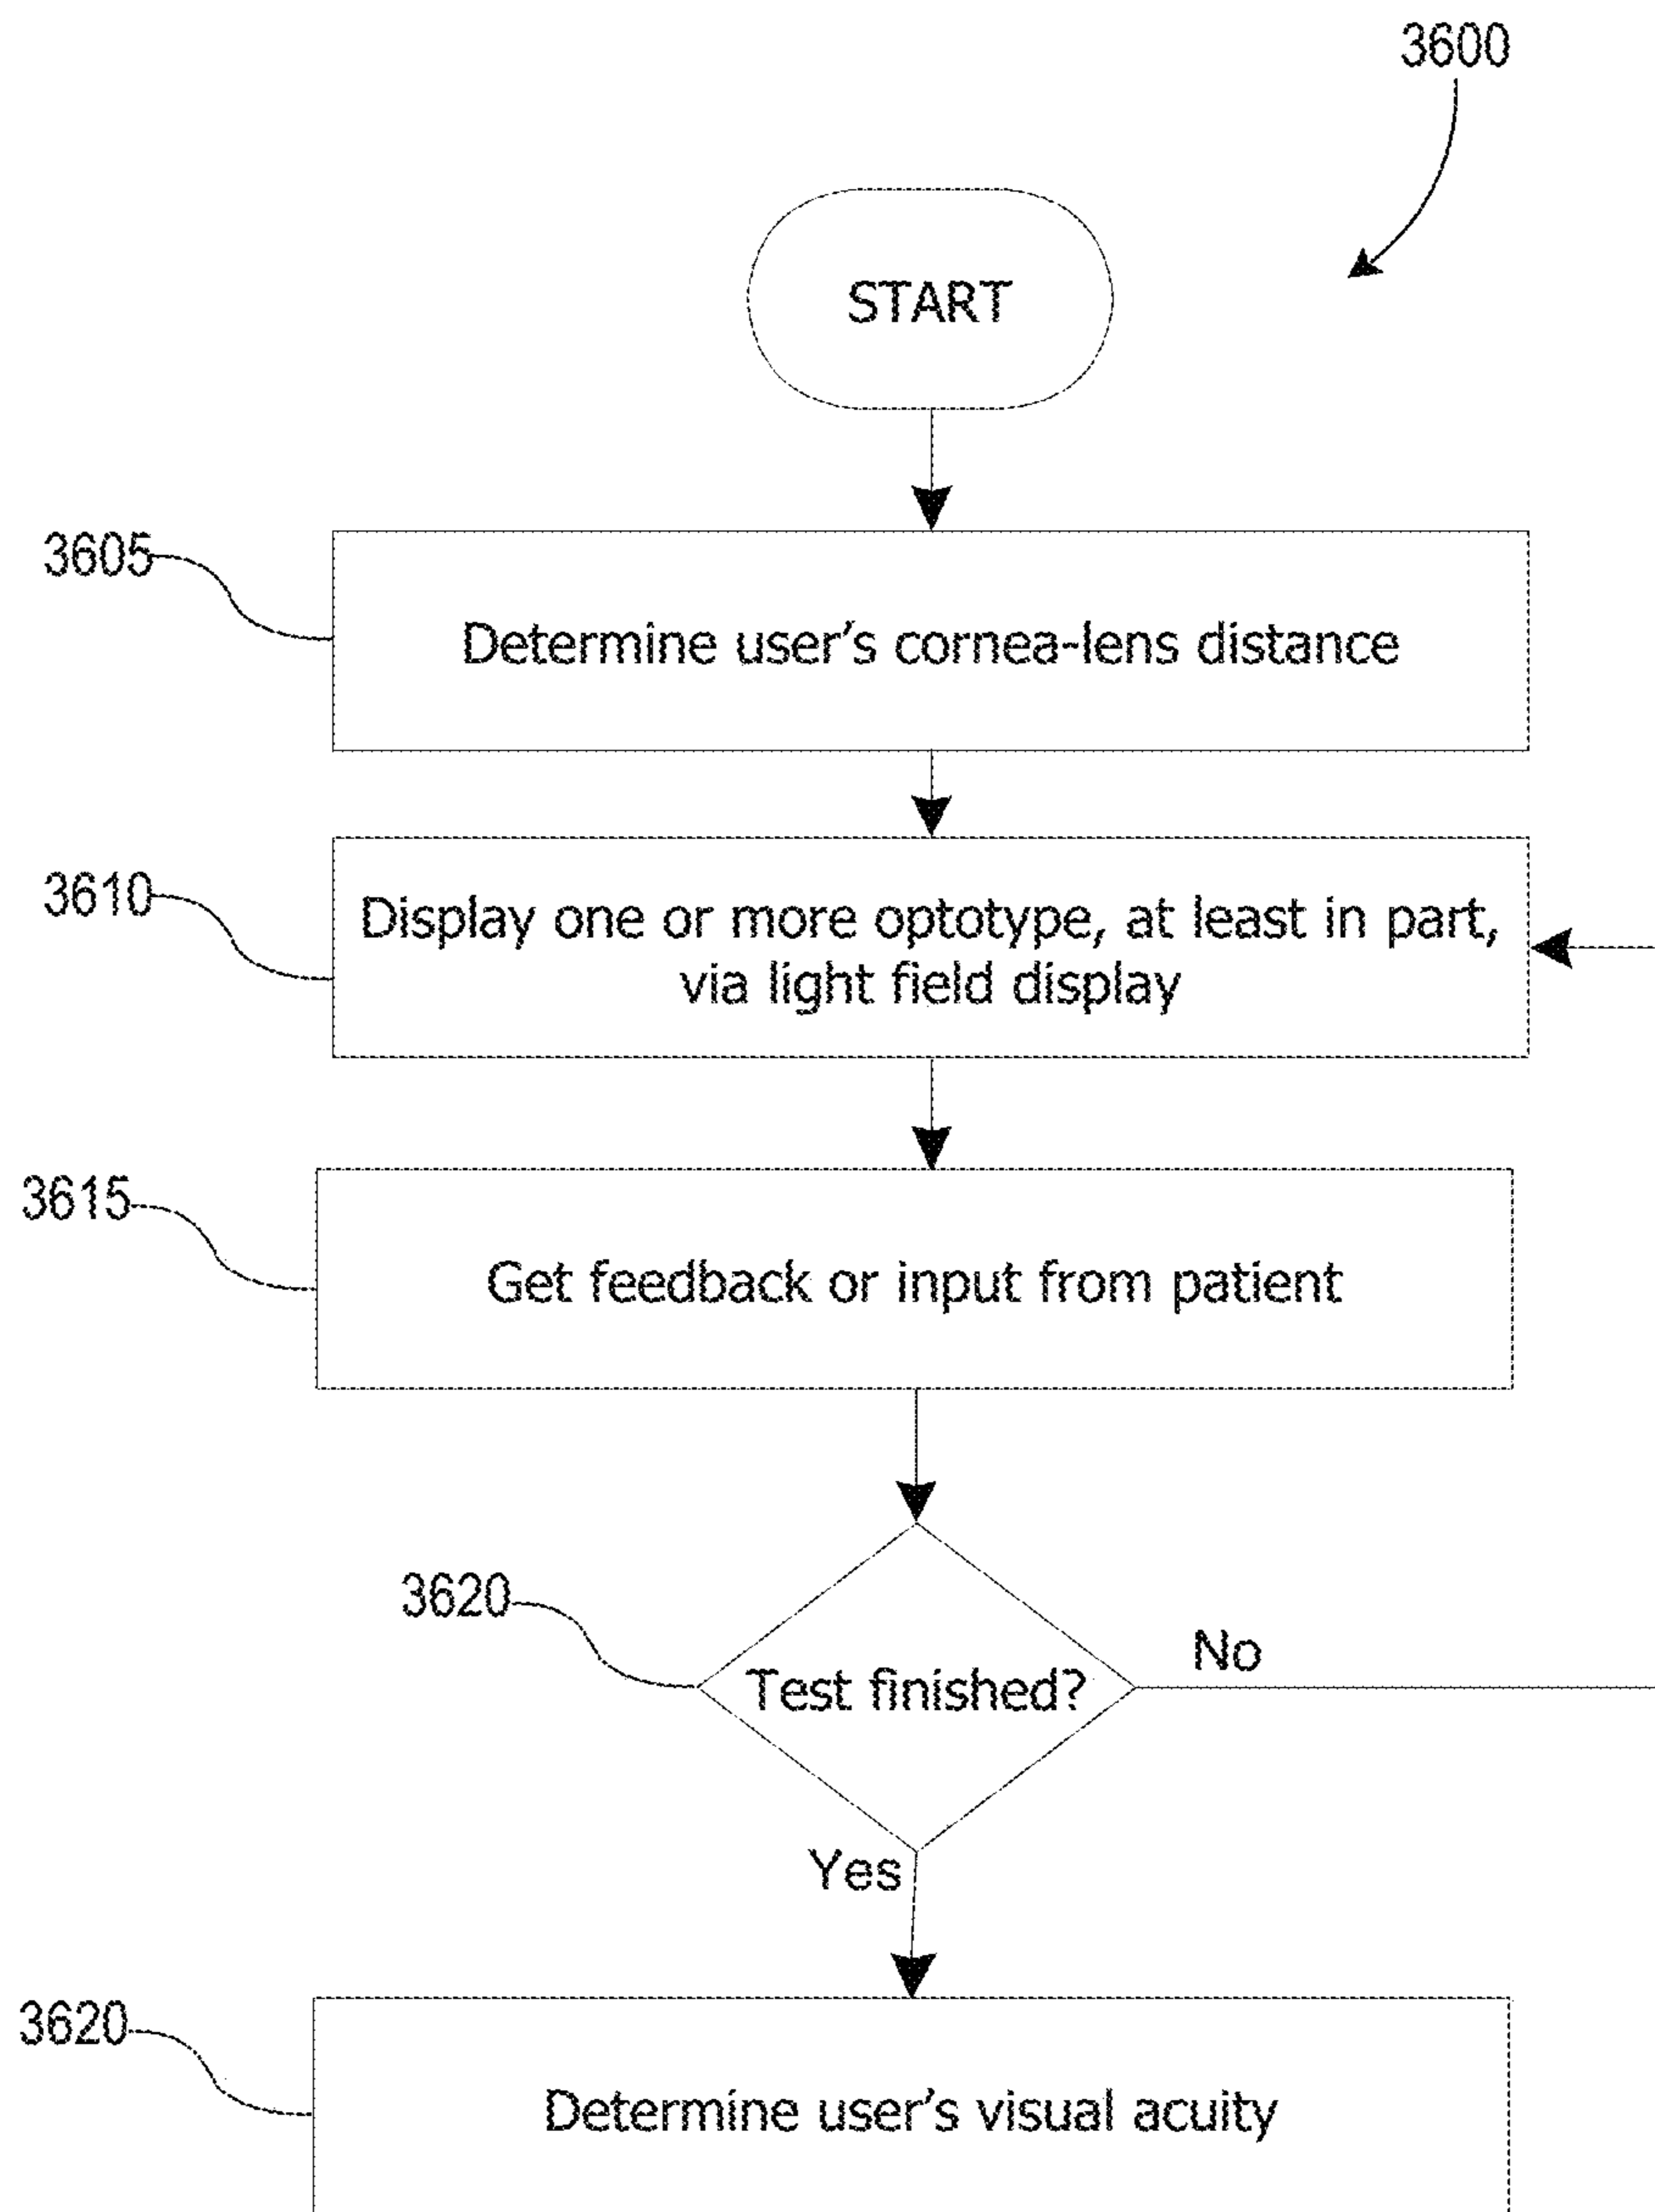 3600
START
3605
Determine user's cornea-lens distance
3610
Display one or more optotype, at least in part,
via light field display
3615
Get feedback or input from patient
3620
Test finished?
No
Yes
3620
Determine user's visual acuity